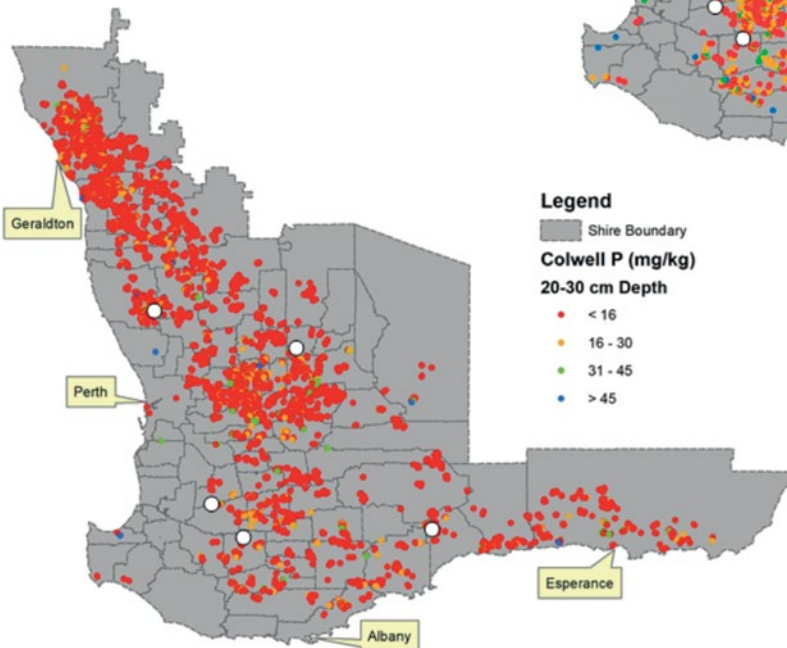 Geraldton
Perth
Legend
Shire Boundary
Colwell P (mg/kg)
20-30 cm Depth
< 16
16 - 30
31 - 45
> 45
Esperance
Albany